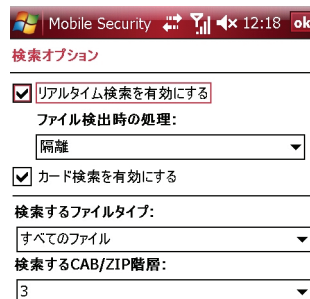 Mobile Security 12:18 ok
検索オプション
リアルタイム検索を有効にする
ファイル検出時の処理:
隔離
カード検索を有効にする
検索するファイルタイプ:
すべてのファイル
検索するCAB/ZIP階層:
3